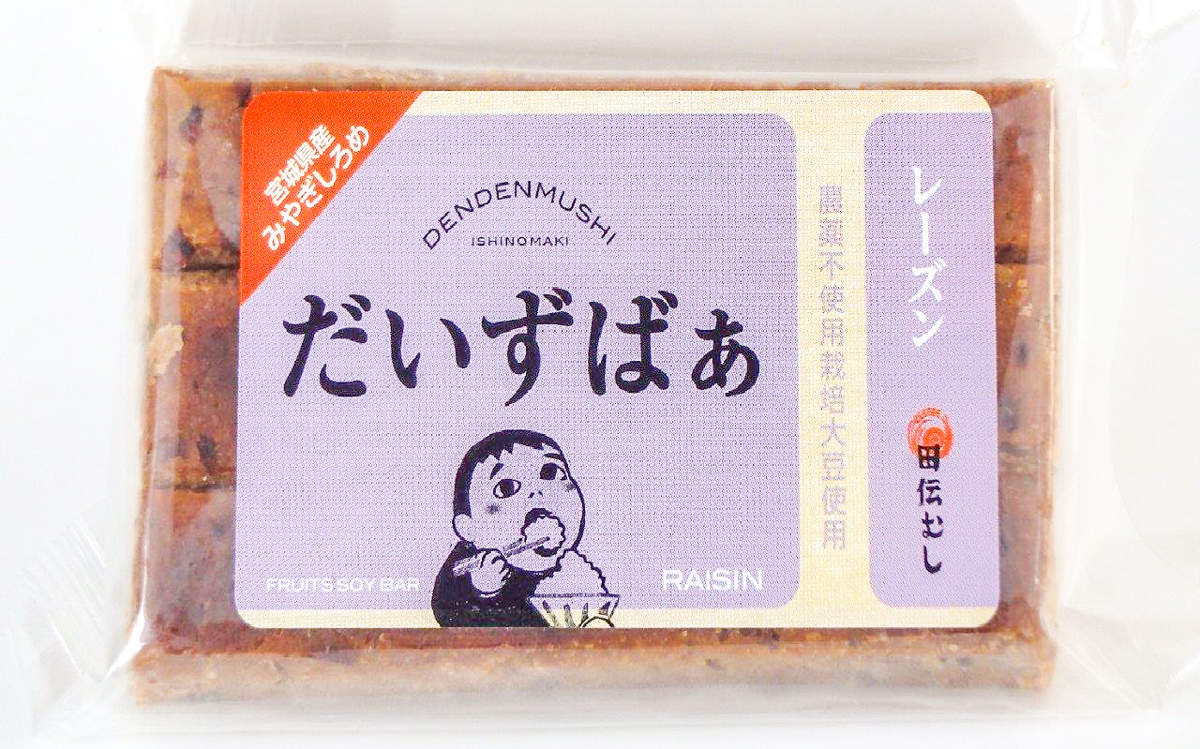 宮城県産
みやぎしろめ
DENDENMUSHI
ISHINOMAKI
だいずばぁ
FRUITS SOY BAR
RAISIN
農薬不使用栽培大豆使用
レーズン
田伝むし